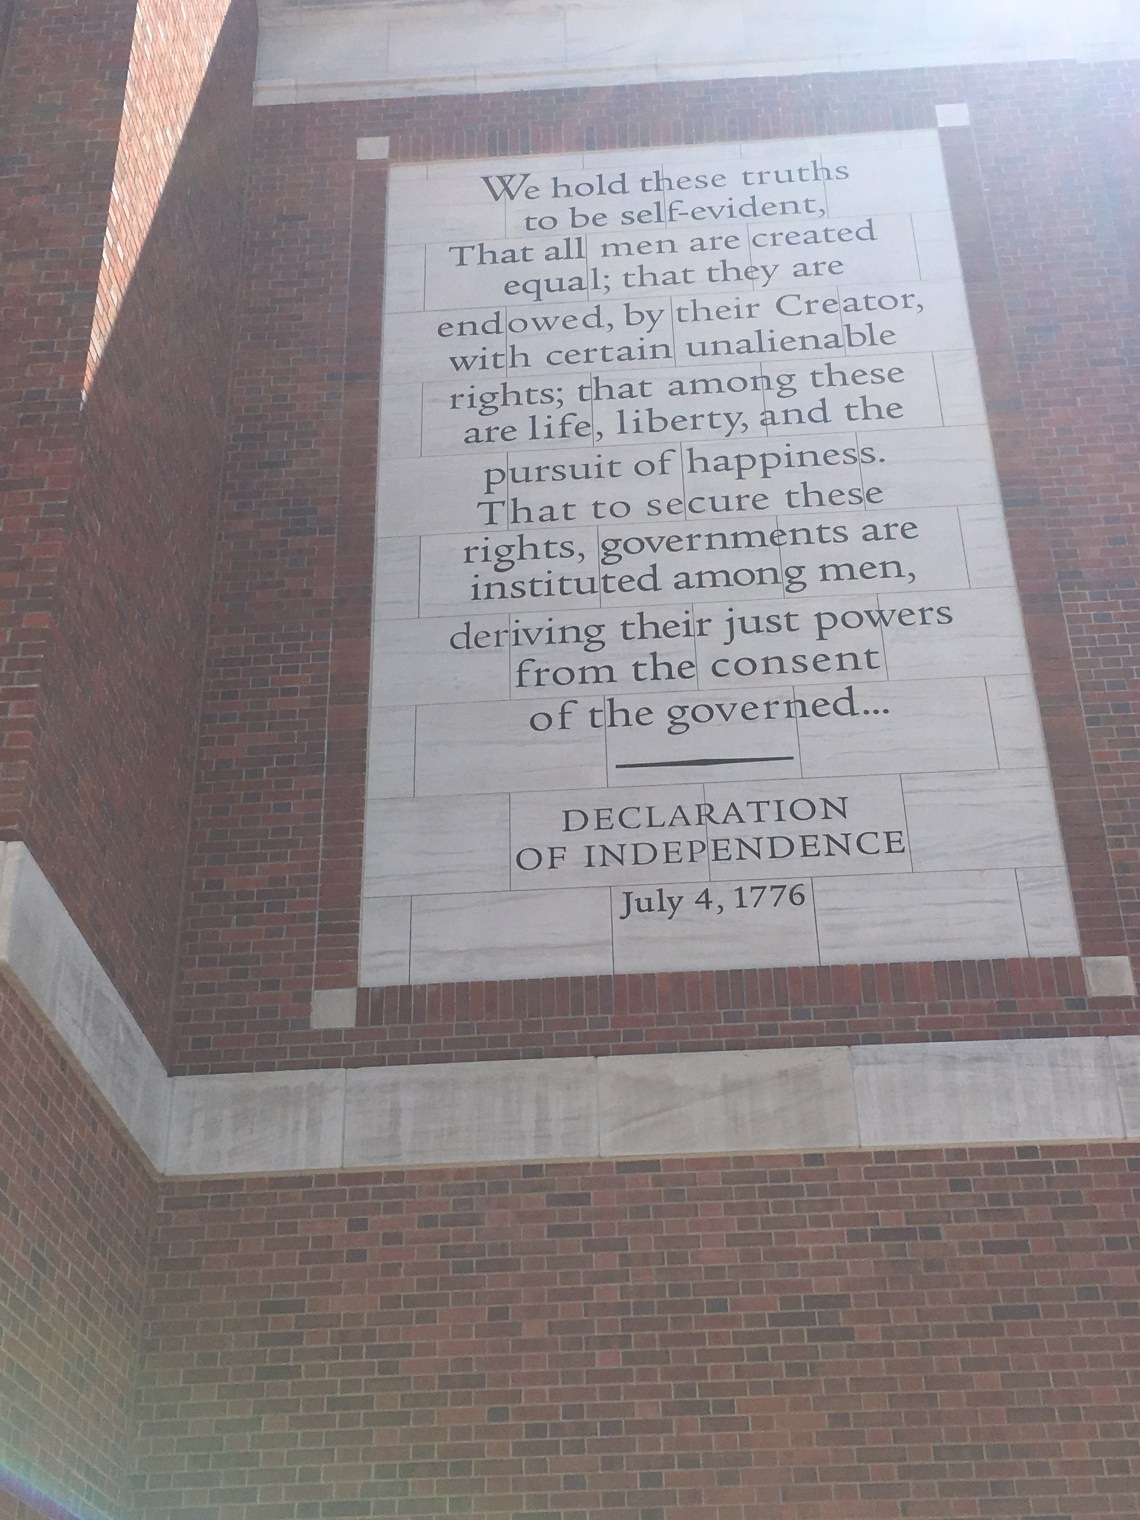 We hold these truths
to be self-evident,
That all men are created
equal; that they are
endowed, by their Creator,
with certain unalienable
rights; that among these
are life, liberty, and the
pursuit of happiness.
That to secure these
rights, governments are
instituted among men,
deriving their just powers
from the consent
of the governed...
DECLARATION
OF INDEPENDENCE
July 4, 1776